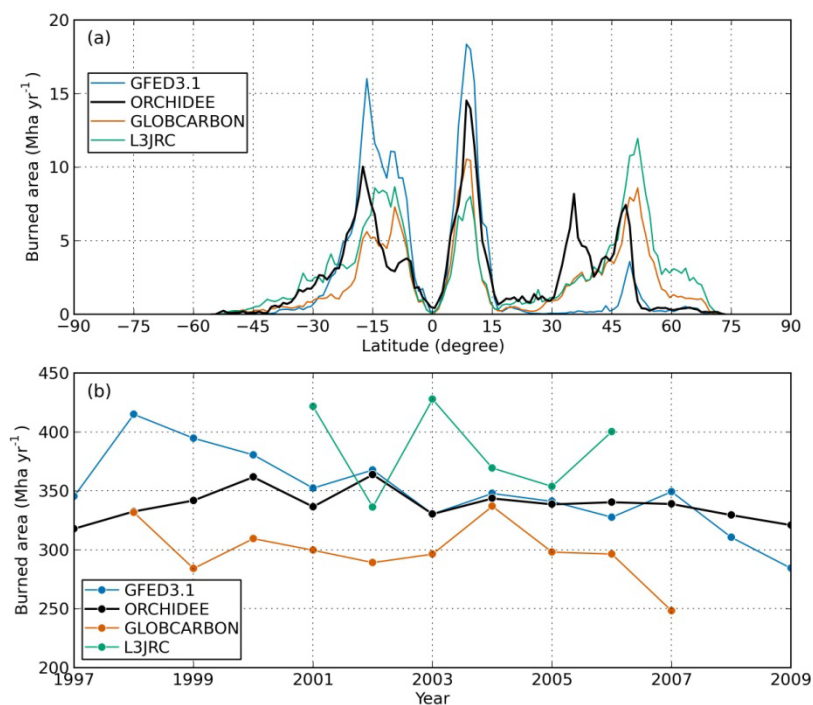 (a)
Burned area (Mha yr⁻¹)
20
15
10
5
0
GFED3.1
ORCHIDEE
GLOBCARBON
L3JRC
−90 −75 −60 −45 −30 −15 0 15 30 45 60 75 90
Latitude (degree)
(b)
Burned area (Mha yr⁻¹)
450
400
350
300
250
200
GFED3.1
ORCHIDEE
GLOBCARBON
L3JRC
1997 1999 2001 2003 2005 2007 2009
Year